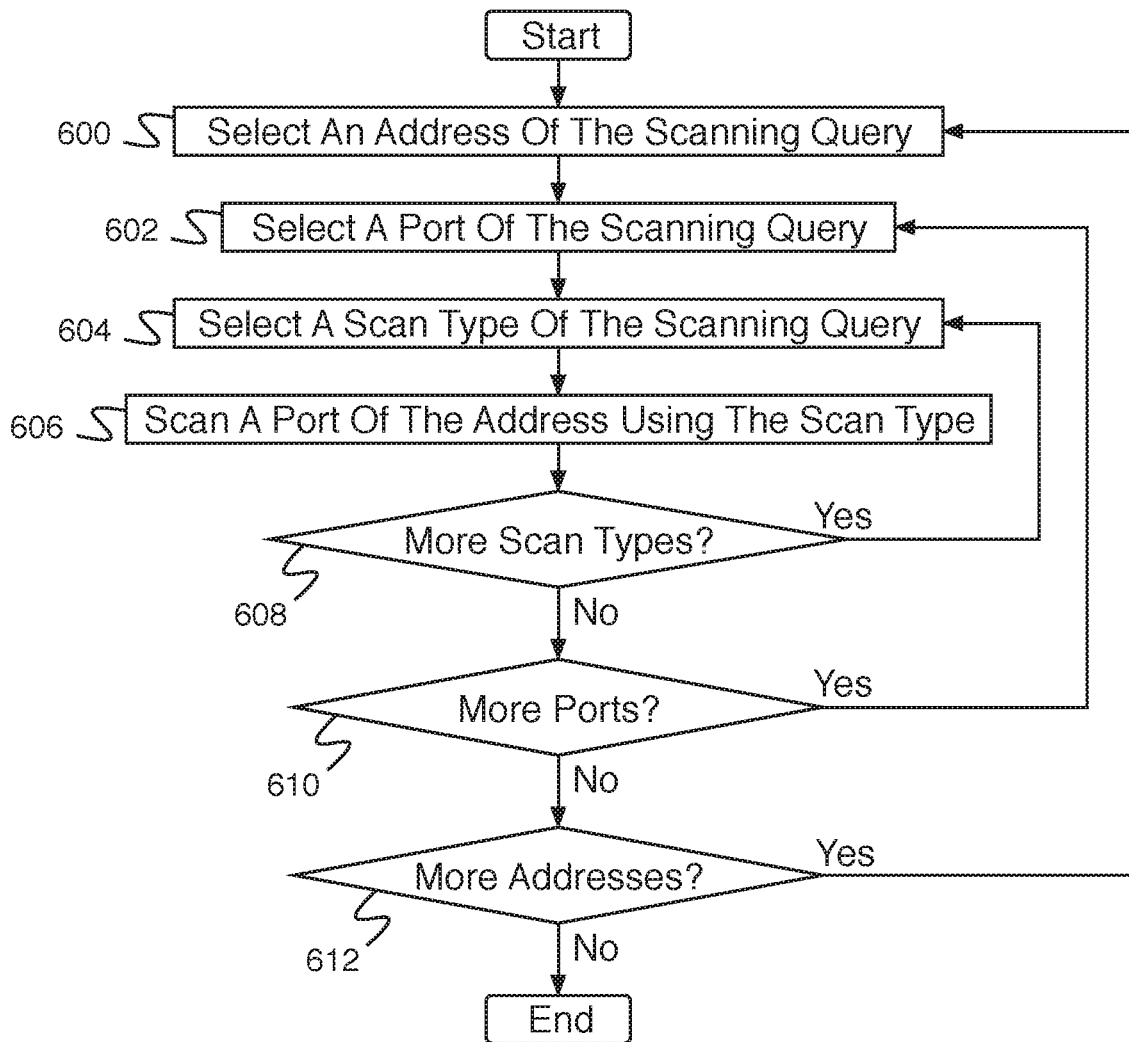 Start
600 Select An Address Of The Scanning Query
602 Select A Port Of The Scanning Query
604 Select A Scan Type Of The Scanning Query
606 Scan A Port Of The Address Using The Scan Type
More Scan Types? Yes
608
No
More Ports? Yes
610
No
More Addresses? Yes
612
No
End